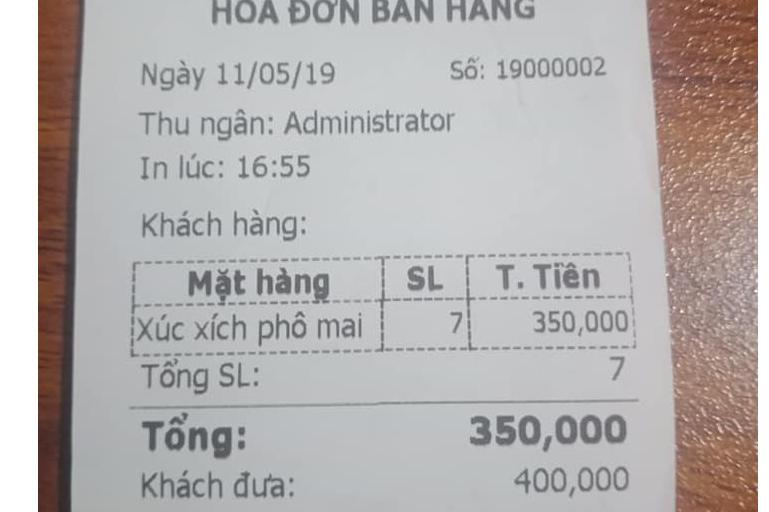 HÓA ĐƠN BÁN HÀNG
Ngày 11/05/19 Số: 19000002
Thu ngân: Administrator
In lúc: 16:55
Khách hàng:
Mặt hàng SL T. Tiền
Xúc xích phô mai 7 350,000
Tổng SL: 7
Tổng: 350,000
Khách đưa: 400,000